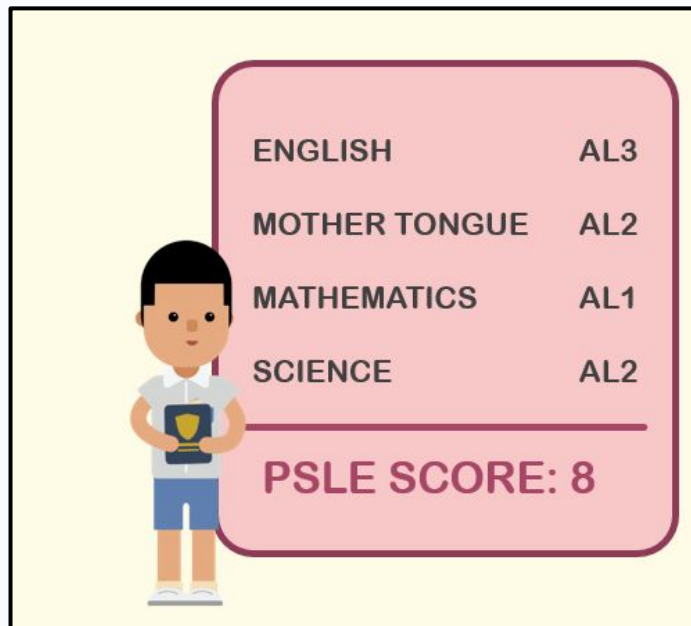 ENGLISH AL3
MOTHER TONGUE AL2
MATHEMATICS AL1
SCIENCE AL2
PSLE SCORE: 8